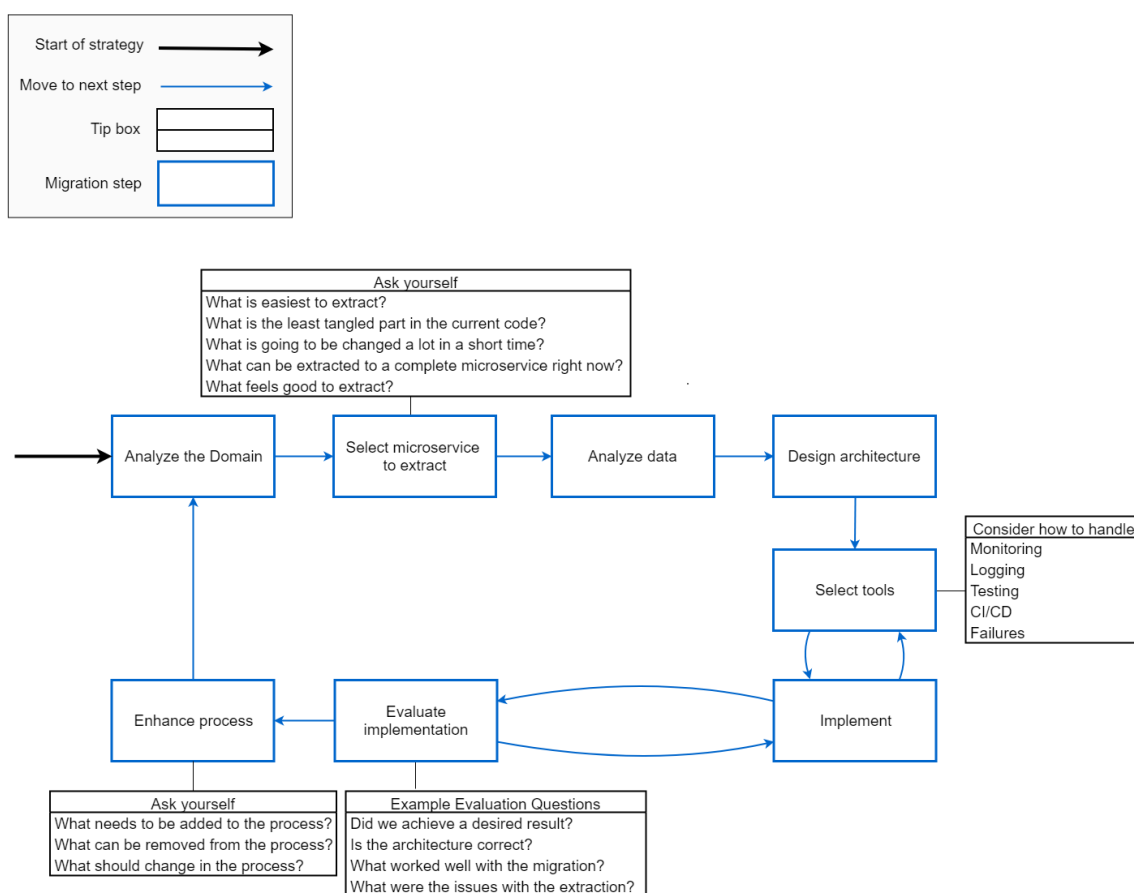 Start of strategy
Move to next step
Tip box
Migration step
Ask yourself
What is easiest to extract?
What is the least tangled part in the current code?
What is going to be changed a lot in a short time?
What can be extracted to a complete microservice right now?
What feels good to extract?
Analyze the Domain
Select microservice
to extract
Analyze data
Design architecture
Consider how to handle
Monitoring
Logging
Testing
CI/CD
Failures
Select tools
Enhance process
Evaluate
implementation
Implement
Ask yourself
What needs to be added to the process?
What can be removed from the process?
What should change in the process?
Example Evaluation Questions
Did we achieve a desired result?
Is the architecture correct?
What worked well with the migration?
What were the issues with the extraction?